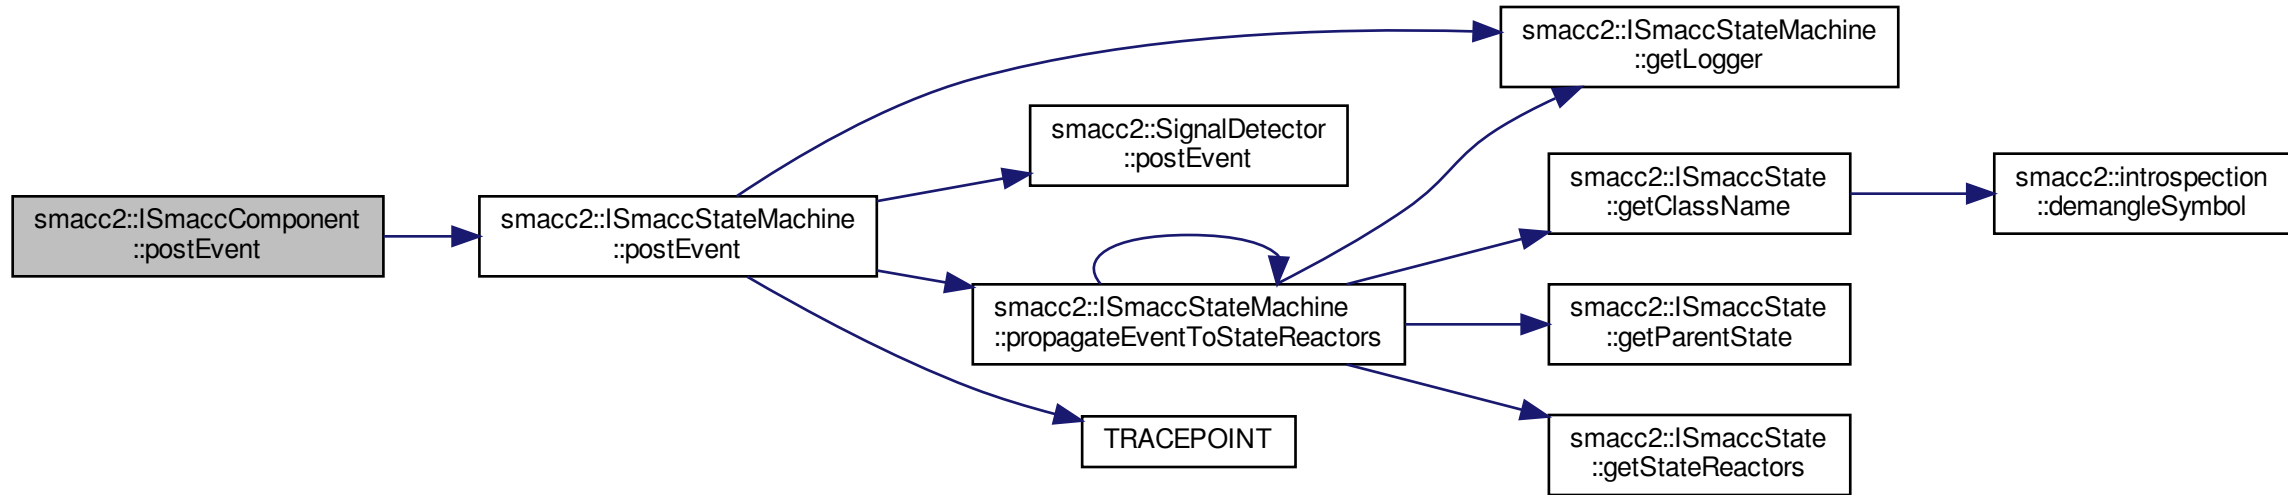 smacc2::ISmaccComponent
::postEvent
smacc2::ISmaccStateMachine
::postEvent
smacc2::ISmaccStateMachine
::getLogger
smacc2::SignalDetector
::postEvent
smacc2::ISmaccStateMachine
::propagateEventToStateReactors
TRACEPOINT
smacc2::ISmaccState
::getClassName
smacc2::introspection
::demangleSymbol
smacc2::ISmaccState
::getParentState
smacc2::ISmaccState
::getStateReactors